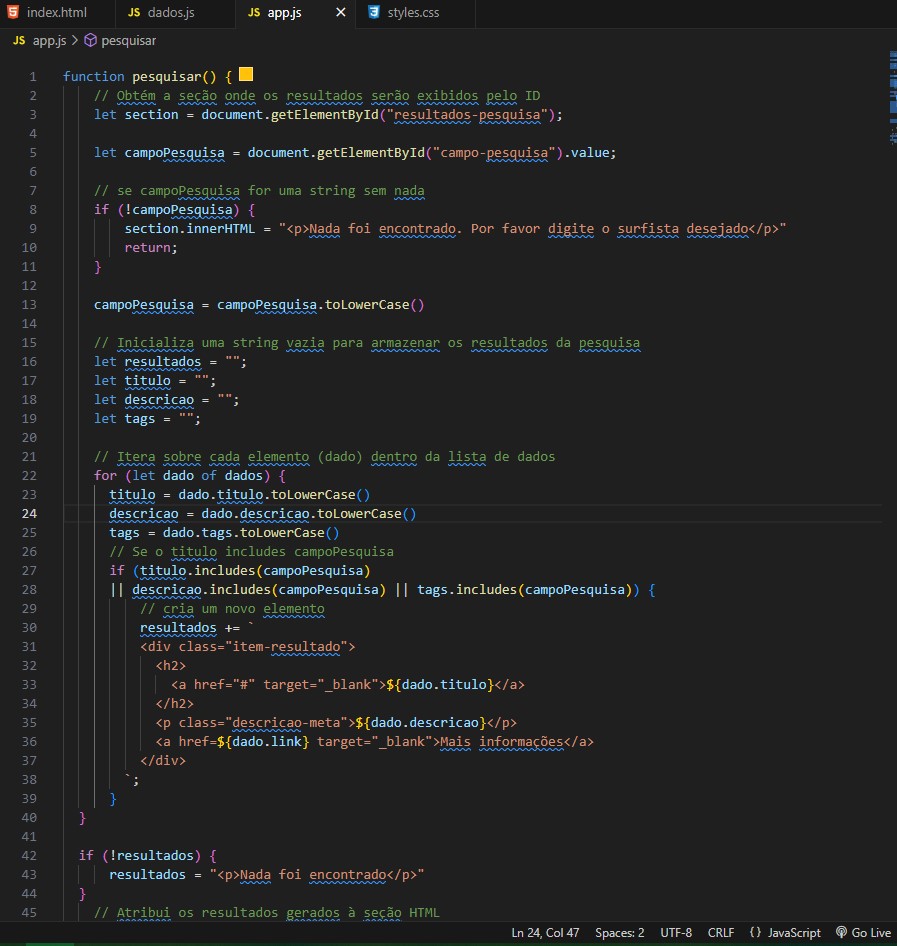 index.html
JS dados.js
JS app.js
styles.css
JS app.js > pesquisar
1 function pesquisar() {
2 // Obtém a seção onde os resultados serão exibidos pelo ID
3 let section = document.getElementById("resultados-pesquisa");
4
5 let campoPesquisa = document.getElementById("campo-pesquisa").value;
6
7 // se campoPesquisa for uma string sem nada
8 if (!campoPesquisa) {
9 section.innerHTML = "<p>Nada foi encontrado. Por favor digite o surfista desejado</p>"
10 return;
11 }
12
13 campoPesquisa = campoPesquisa.toLowerCase()
14
15 // Inicializa uma string vazia para armazenar os resultados da pesquisa
16 let resultados = "";
17 let titulo = "";
18 let descricao = "";
19 let tags = "";
20
21 // Itera sobre cada elemento (dado) dentro da lista de dados
22 for (let dado of dados) {
23 titulo = dado.titulo.toLowerCase()
24 descricao = dado.descricao.toLowerCase()
25 tags = dado.tags.toLowerCase()
26 // Se o titulo includes campoPesquisa
27 if (titulo.includes(campoPesquisa)
28 || descricao.includes(campoPesquisa) || tags.includes(campoPesquisa)) {
29 // cria um novo elemento
30 resultados += `
31 <div class="item-resultado">
32 <h2>
33 <a href="#" target="_blank">${dado.titulo}</a>
34 </h2>
35 <p class="descricao-meta">${dado.descricao}</p>
36 <a href=${dado.link} target="_blank">Mais informações</a>
37 </div>
38 `;
39 }
40 }
41
42 if (!resultados) {
43 resultados = "<p>Nada foi encontrado</p>"
44 }
45 // Atribui os resultados gerados à seção HTML
Ln 24, Col 47 Spaces: 2 UTF-8 CRLF {} JavaScript Go Live